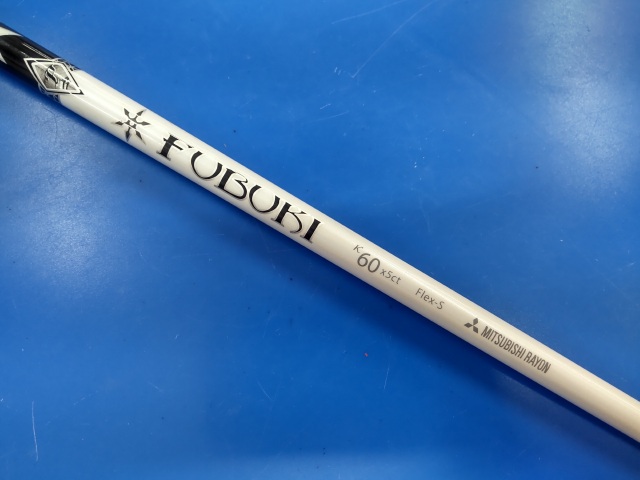 FUBUKI
K 60 x5ct Flex-S
MITSUBISHI RAYON